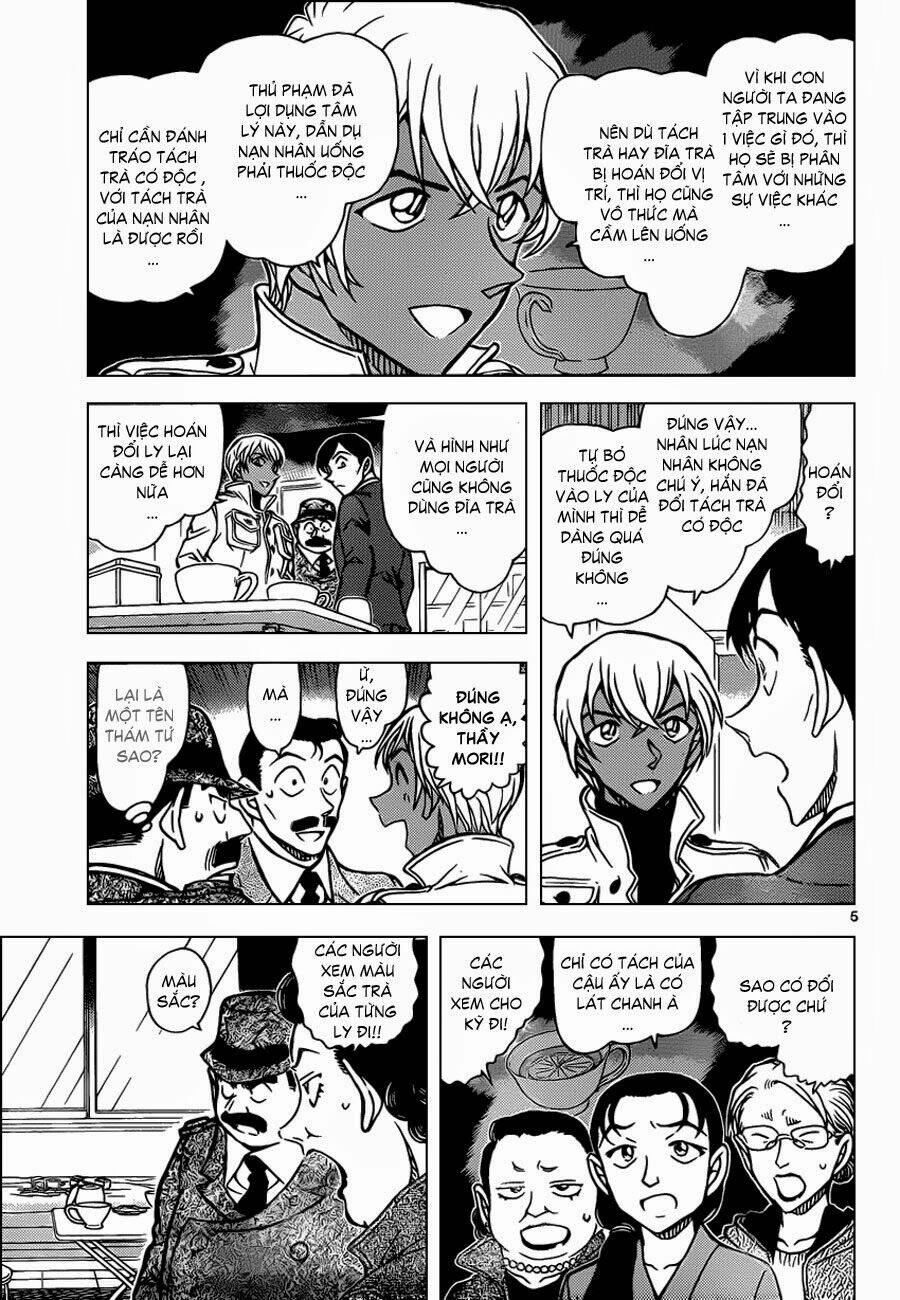 VÌ KHI CON
NGƯỜI TA ĐANG
TẬP TRUNG VÀO
1 VIỆC GÌ ĐÓ, THÌ
HỌ SẼ BỊ PHÂN
TÂM VỚI NHỮNG
SỰ VIỆC KHÁC
...
NÊN DÙ TÁCH
TRÀ HAY ĐĨA TRÀ
BỊ HOÁN ĐỔI VỊ
TRÍ, THÌ HỌ CŨNG
VÔ THỨC MÀ
CẦM LÊN UỐNG
...
THỦ PHẠM ĐÃ
LỢI DỤNG TÂM
LÝ NÀY, DẪN DỤ
NẠN NHÂN UỐNG
PHẢI THUỐC ĐỘC
...
CHỈ CẦN ĐÁNH
TRÁO TÁCH
TRÀ CÓ ĐỘC ,
VỚI TÁCH TRÀ
CỦA NẠN NHÂN
LÀ ĐƯỢC RỒI
...
HOÁN
ĐỔI
?
ĐÚNG VẬY...
NHÂN LÚC NẠN
NHÂN KHÔNG
CHÚ Ý, HẮN ĐÃ
ĐỔI TÁCH TRÀ
CÓ ĐỘC
TỰ BỎ
THUỐC ĐỘC
VÀO LY CỦA
MÌNH THÌ DỄ
DÀNG QUÁ
ĐÚNG
KHÔNG
...
VÀ HÌNH NHƯ
MỌI NGƯỜI
CŨNG KHÔNG
DÙNG ĐĨA TRÀ
...
THÌ VIỆC HOÁN
ĐỔI LY LẠI
CÀNG DỄ HƠN
NỮA
...
ĐÚNG
KHÔNG Ạ,
THẦY
MORI!!
Ừ,
ĐÚNG
VẬY
...
MÀ
...
LẠI LÀ
MỘT TÊN
THÁM TỬ
SAO?
5
SAO CÓ ĐỔI
ĐƯỢC CHỨ
?
CHỈ CÓ TÁCH CỦA
CẬU ẤY LÀ CÓ
LÁT CHANH À
...
CÁC
NGƯỜI
XEM CHO
KỸ ĐI!
CÁC NGƯỜI
XEM MÀU
SẮC TRÀ
CỦA TỪNG
LY ĐI!!
MÀU
SẮC?